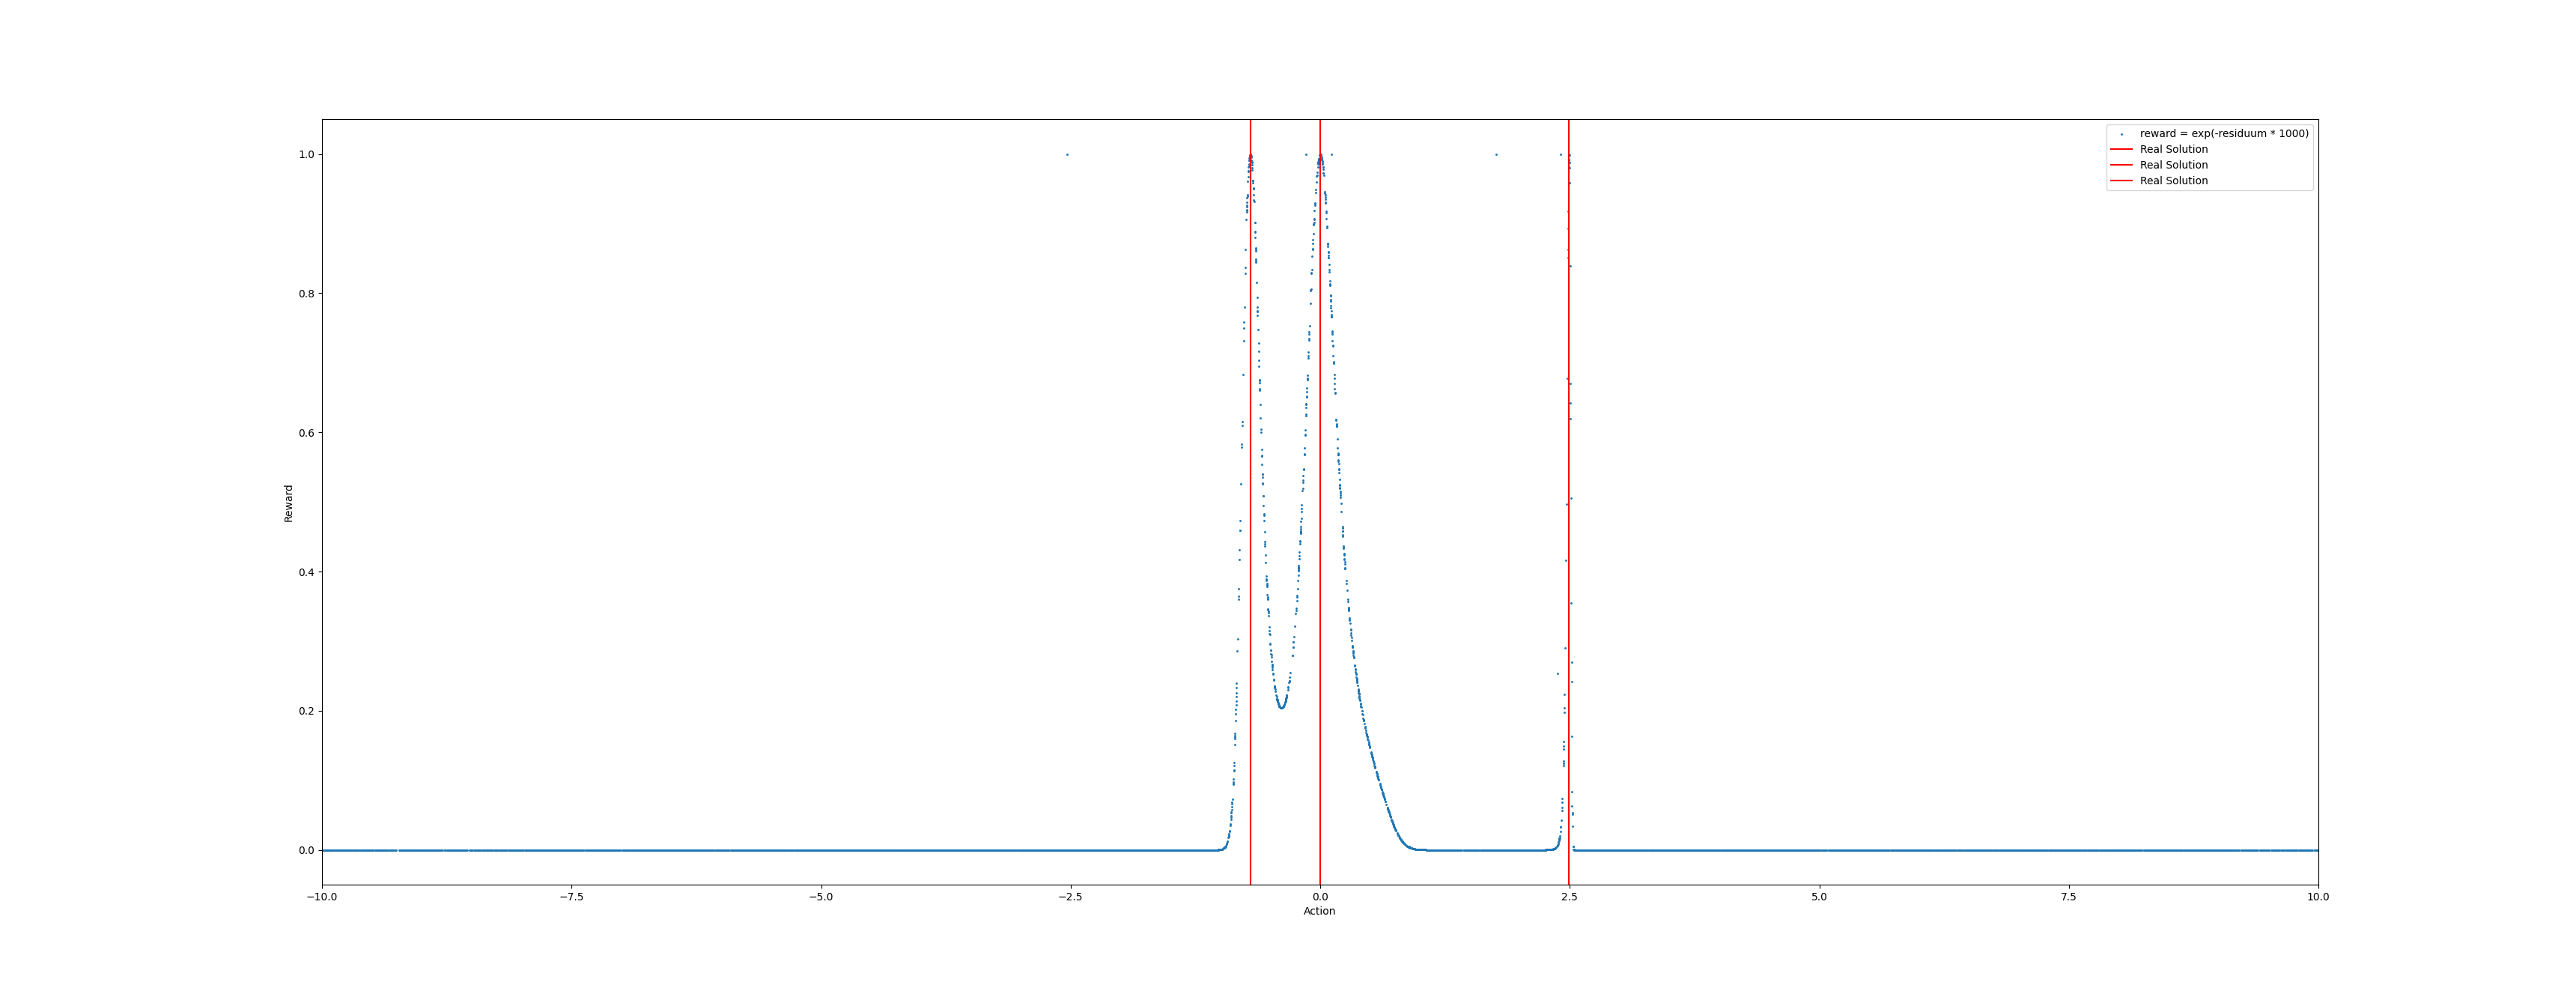 reward = exp(-residuum * 1000)
Real Solution
Real Solution
Real Solution
1.0
0.8
0.6
0.4
0.2
0.0
Reward
−10.0 −7.5 −5.0 −2.5 0.0 2.5 5.0 7.5 10.0
Action